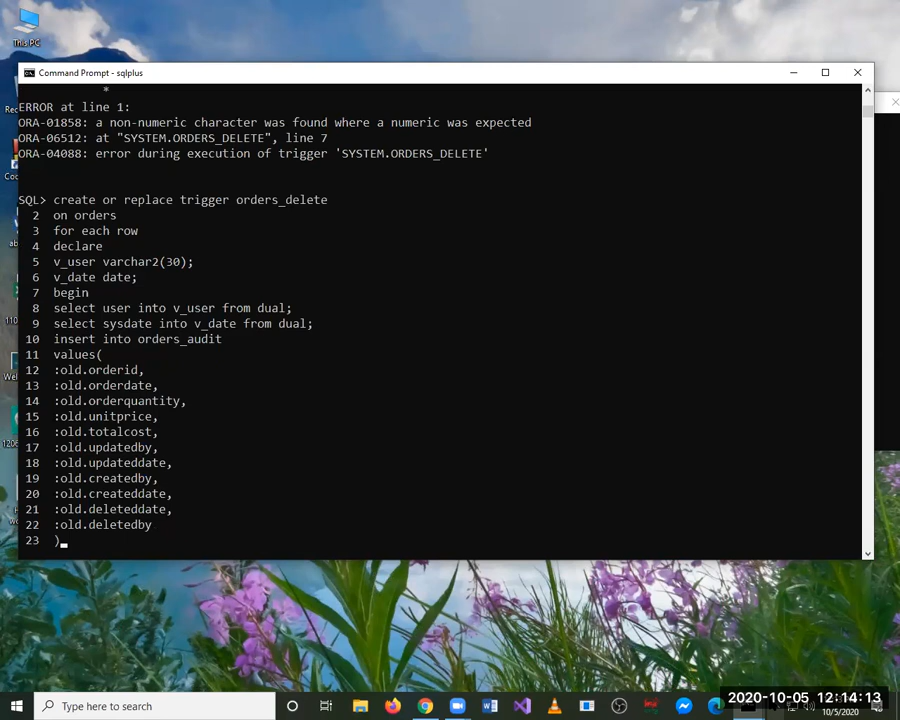 This PC
Command Prompt - sqlplus
*
ERROR at line 1:
ORA-01858: a non-numeric character was found where a numeric was expected
ORA-06512: at "SYSTEM.ORDERS_DELETE", line 7
ORA-04088: error during execution of trigger 'SYSTEM.ORDERS_DELETE'
SQL> create or replace trigger orders_delete
2 on orders
3 for each row
4 declare
5 v_user varchar2(30);
6 v_date date;
7 begin
8 select user into v_user from dual;
9 select sysdate into v_date from dual;
10 insert into orders_audit
11 values(
12 :old.orderid,
13 :old.orderdate,
14 :old.orderquantity,
15 :old.unitprice,
16 :old.totalcost,
17 :old.updatedby,
18 :old.updateddate,
19 :old.createdby,
20 :old.createddate,
21 :old.deleteddate,
22 :old.deletedby
23 )
Type here to search
2020-10-05 12:14:13
10/5/2020